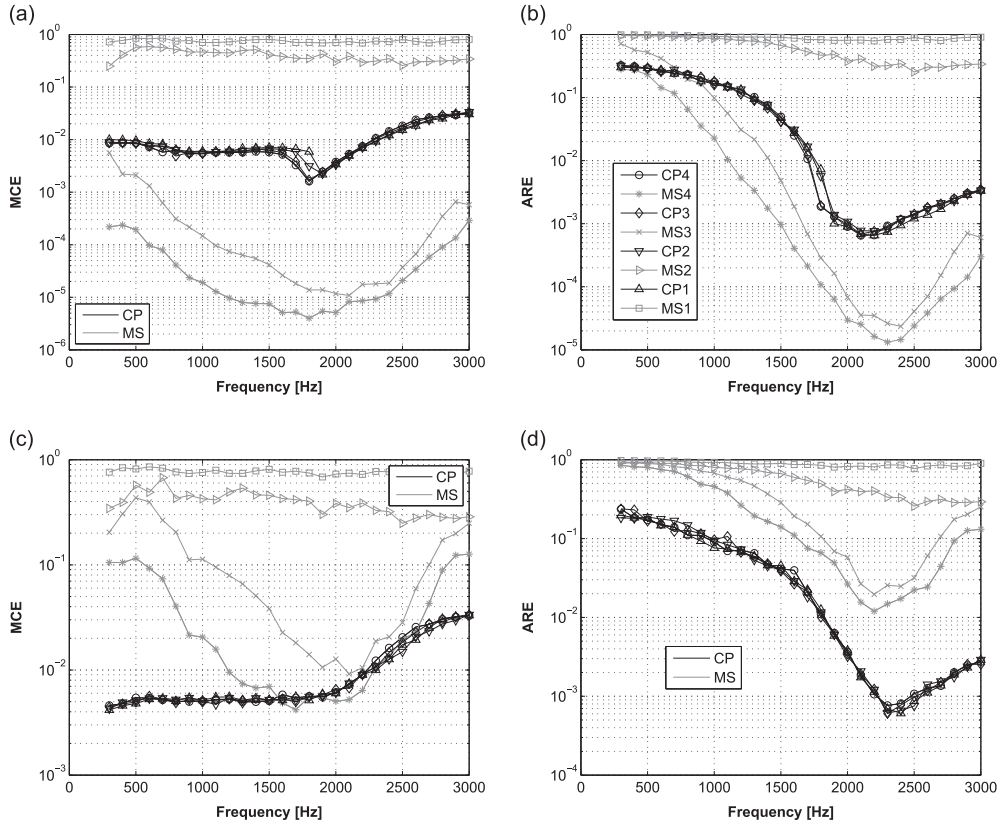 (a)
10^0
10^-1
10^-2
10^-3
10^-4
10^-5
10^-6
MCE
CP
MS
0 500 1000 1500 2000 2500 3000
Frequency [Hz]
(b)
10^0
10^-1
10^-2
10^-3
10^-4
10^-5
ARE
CP4
MS4
CP3
MS3
CP2
MS2
CP1
MS1
0 500 1000 1500 2000 2500 3000
Frequency [Hz]
(c)
10^0
10^-1
10^-2
10^-3
MCE
CP
MS
0 500 1000 1500 2000 2500 3000
Frequency [Hz]
(d)
10^0
10^-1
10^-2
10^-3
10^-4
ARE
CP
MS
0 500 1000 1500 2000 2500 3000
Frequency [Hz]